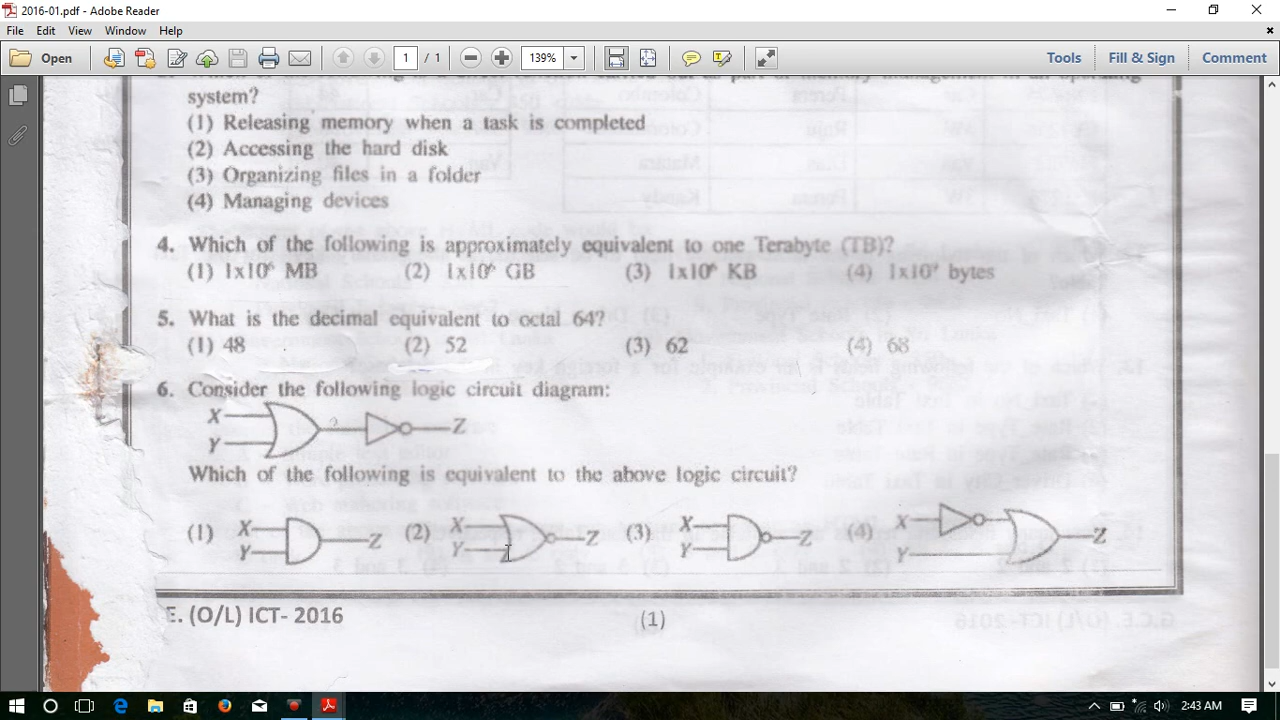 2016-01.pdf - Adobe Reader
File Edit View Window Help
Open 1 / 1 139% Tools Fill & Sign Comment
system?
(1) Releasing memory when a task is completed
(2) Accessing the hard disk
(3) Organizing files in a folder
(4) Managing devices
4. Which of the following is approximately equivalent to one Terabyte (TB)?
(1) 1x10⁶ MB (2) 1x10⁶ GB (3) 1x10⁶ KB (4) 1x10⁹ bytes
5. What is the decimal equivalent to octal 64?
(1) 48 (2) 52 (3) 62 (4) 68
6. Consider the following logic circuit diagram:
X
Y
Z
Which of the following is equivalent to the above logic circuit?
(1) X Y Z (2) X Y Z (3) X Y Z (4) X Y Z
E. (O/L) ICT- 2016 (1)
2:43 AM